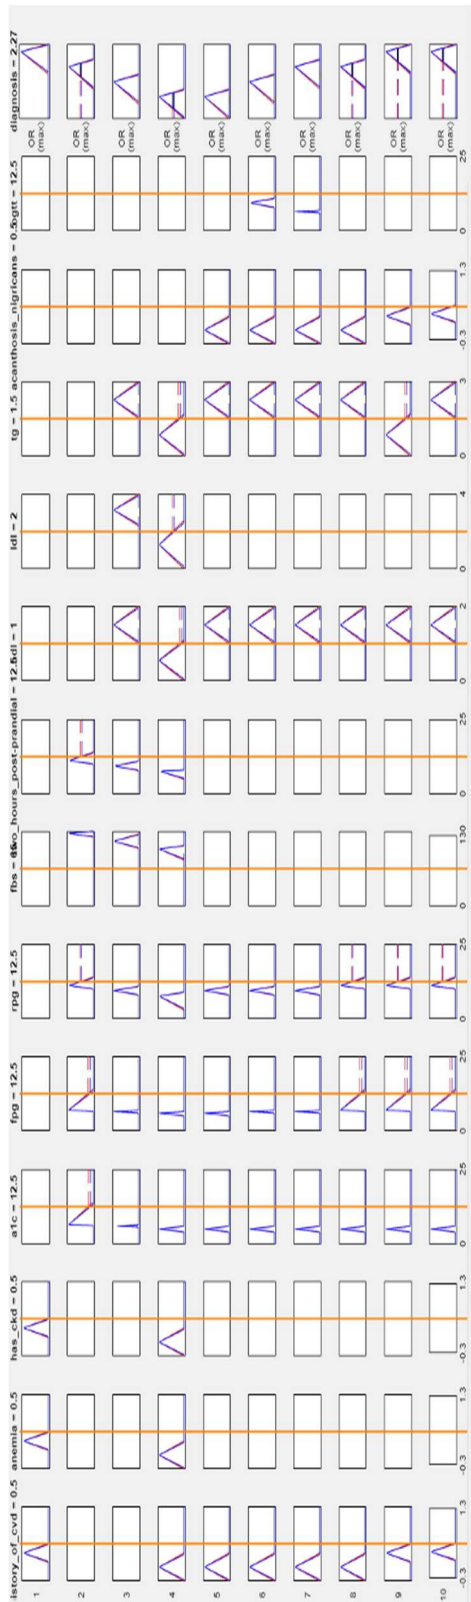 istory_of_cvd = 0.5
anemia = 0.5
has_ckd = 0.5
a1c = 12.5
fpg = 12.5
rpg = 12.5
fbs =
_hours_post-prandial = 12.5
dl = 1
ldl = 2
tg = 1.5
acanthosis_nigricans = 0.5
ogtt = 12.5
diagnosis = 2.27
1
OR
(max)
2
OR
(max)
3
OR
(max)
4
OR
(max)
5
OR
(max)
6
OR
(max)
7
OR
(max)
8
OR
(max)
9
OR
(max)
10
OR
(max)
-0.3 1.3
-0.3 1.3
-0.3 1.3
0 25
0 25
0 25
130
0 25
0 2
0 4
0 3
-0.3 1.3
0 25